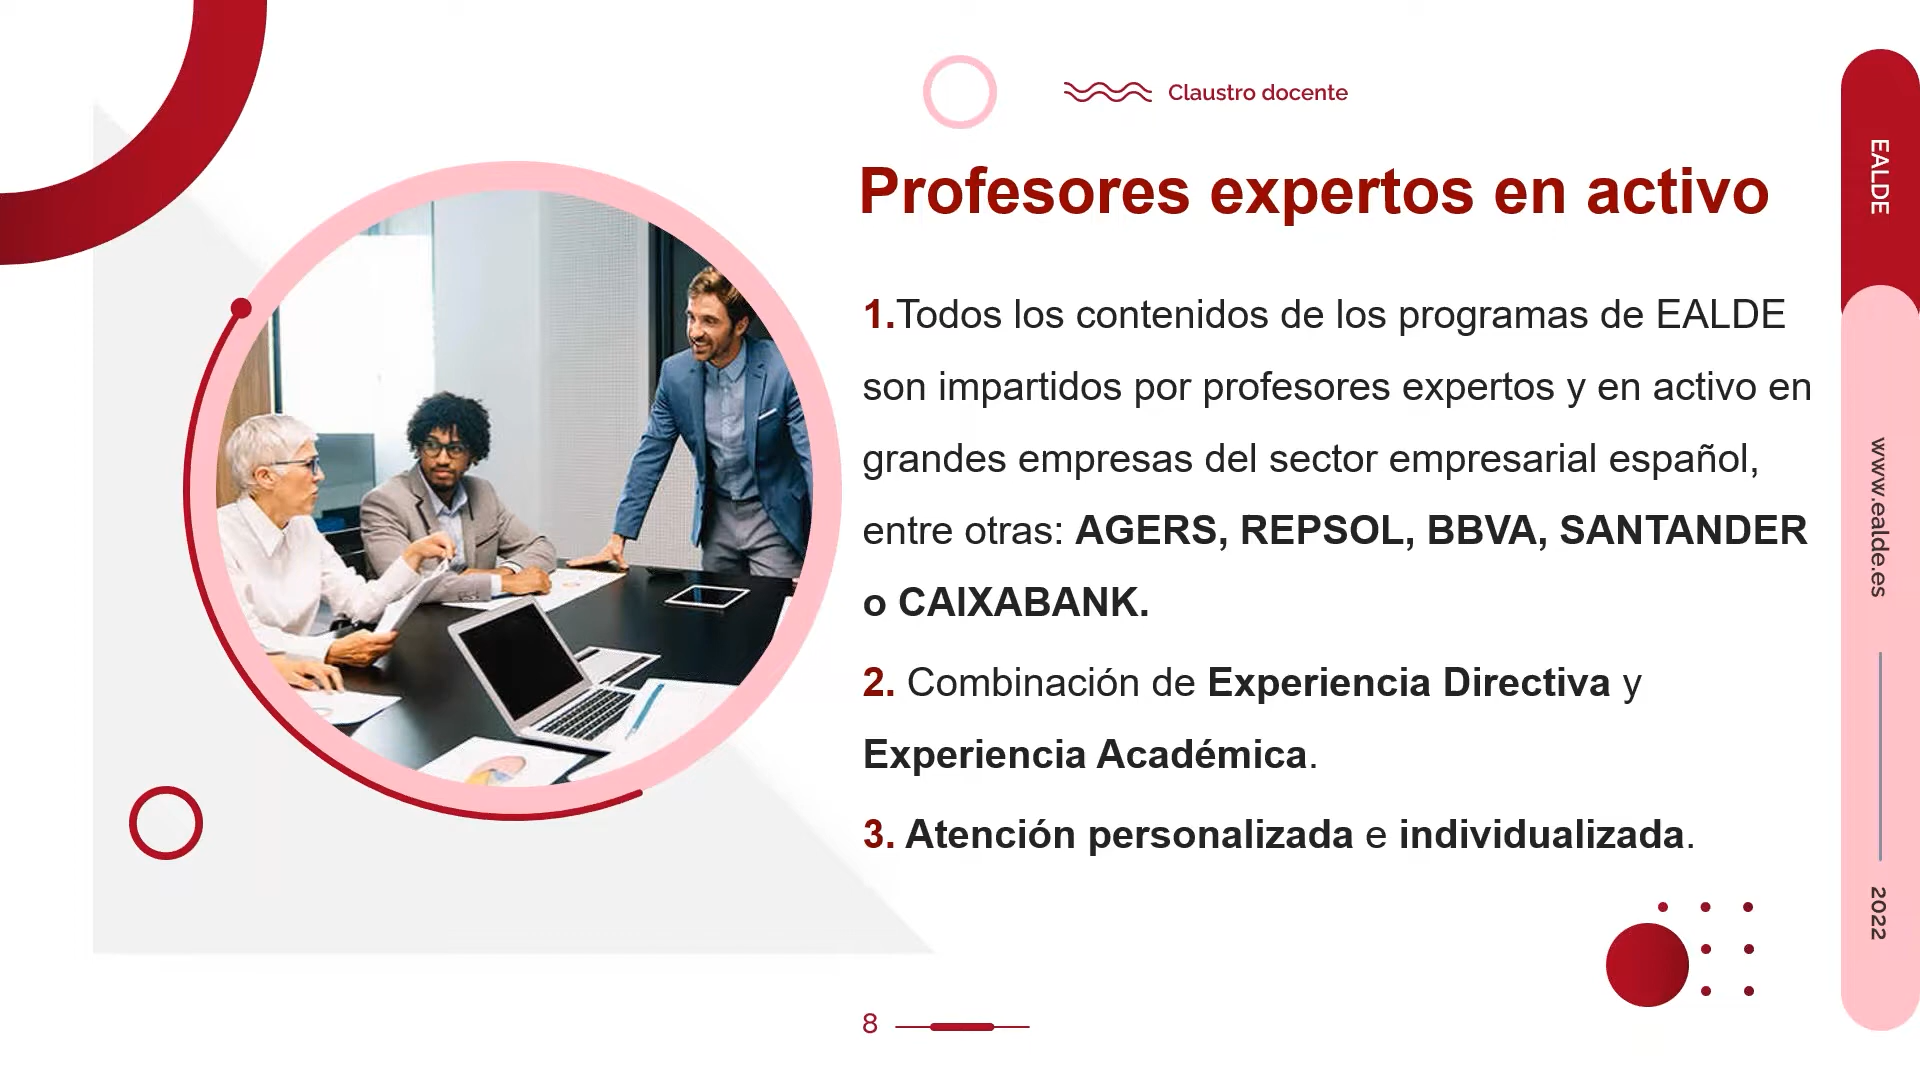 Claustro docente
Profesores expertos en activo
1.Todos los contenidos de los programas de EALDE
son impartidos por profesores expertos y en activo en
grandes empresas del sector empresarial español,
entre otras: AGERS, REPSOL, BBVA, SANTANDER
o CAIXABANK.
2. Combinación de Experiencia Directiva y
Experiencia Académica.
3. Atención personalizada e individualizada.
8
EALDE
www.ealde.es
2022